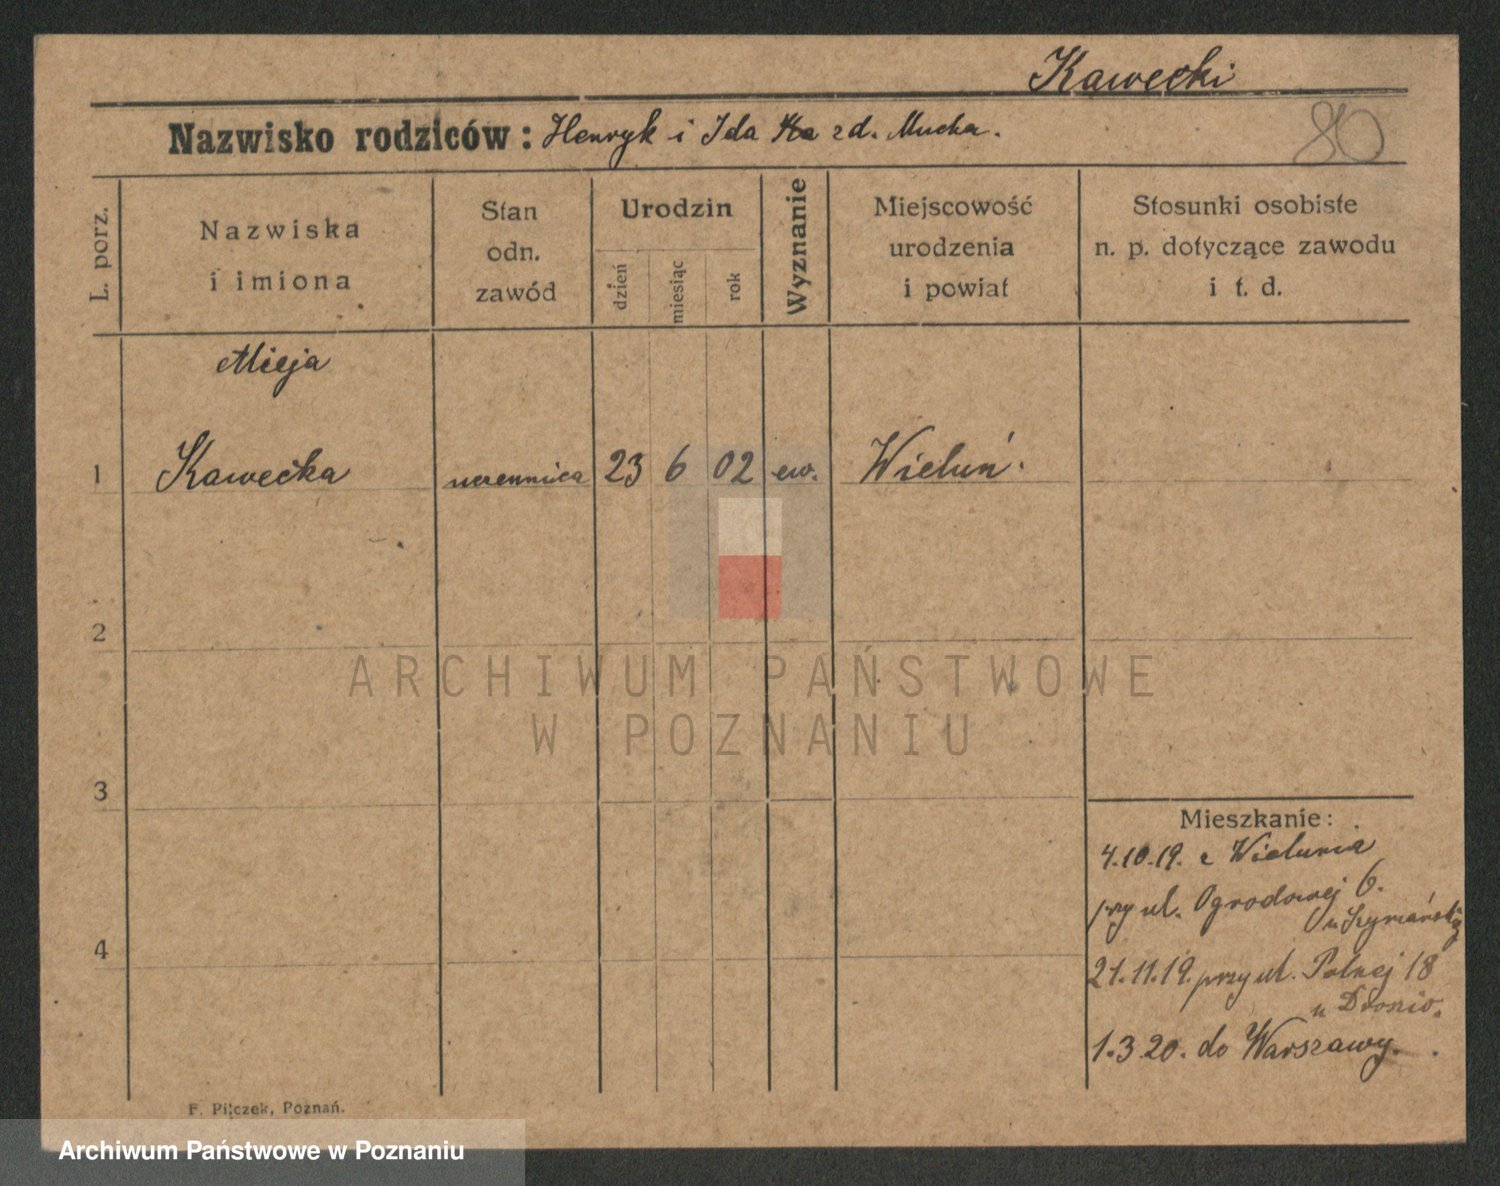 Kawecki
Nazwisko rodziców: Henryk i Ida zd. Mucha.
80
L. porz.
Nazwiska
i imiona
Stan
odn.
zawód
Urodzin
dzień
miesiąc
rok
Wyznanie
Miejscowość
urodzenia
i powiat
Stosunki osobiste
n. p. dotyczące zawodu
i t. d.
1
Kawecka
uczennica
23
6
02
ew.
Wieluń.
2
3
4
ARCHIWUM PAŃSTWOWE
W POZNANIU
Mieszkanie:
4.10.19. z Wielunia
przy ul. Ogrodowej 6.
21.11.19. przy ul. Polnej 18
1.3.20. do Warszawy.
F. Pilczek, Poznań.
Archiwum Państwowe w Poznaniu